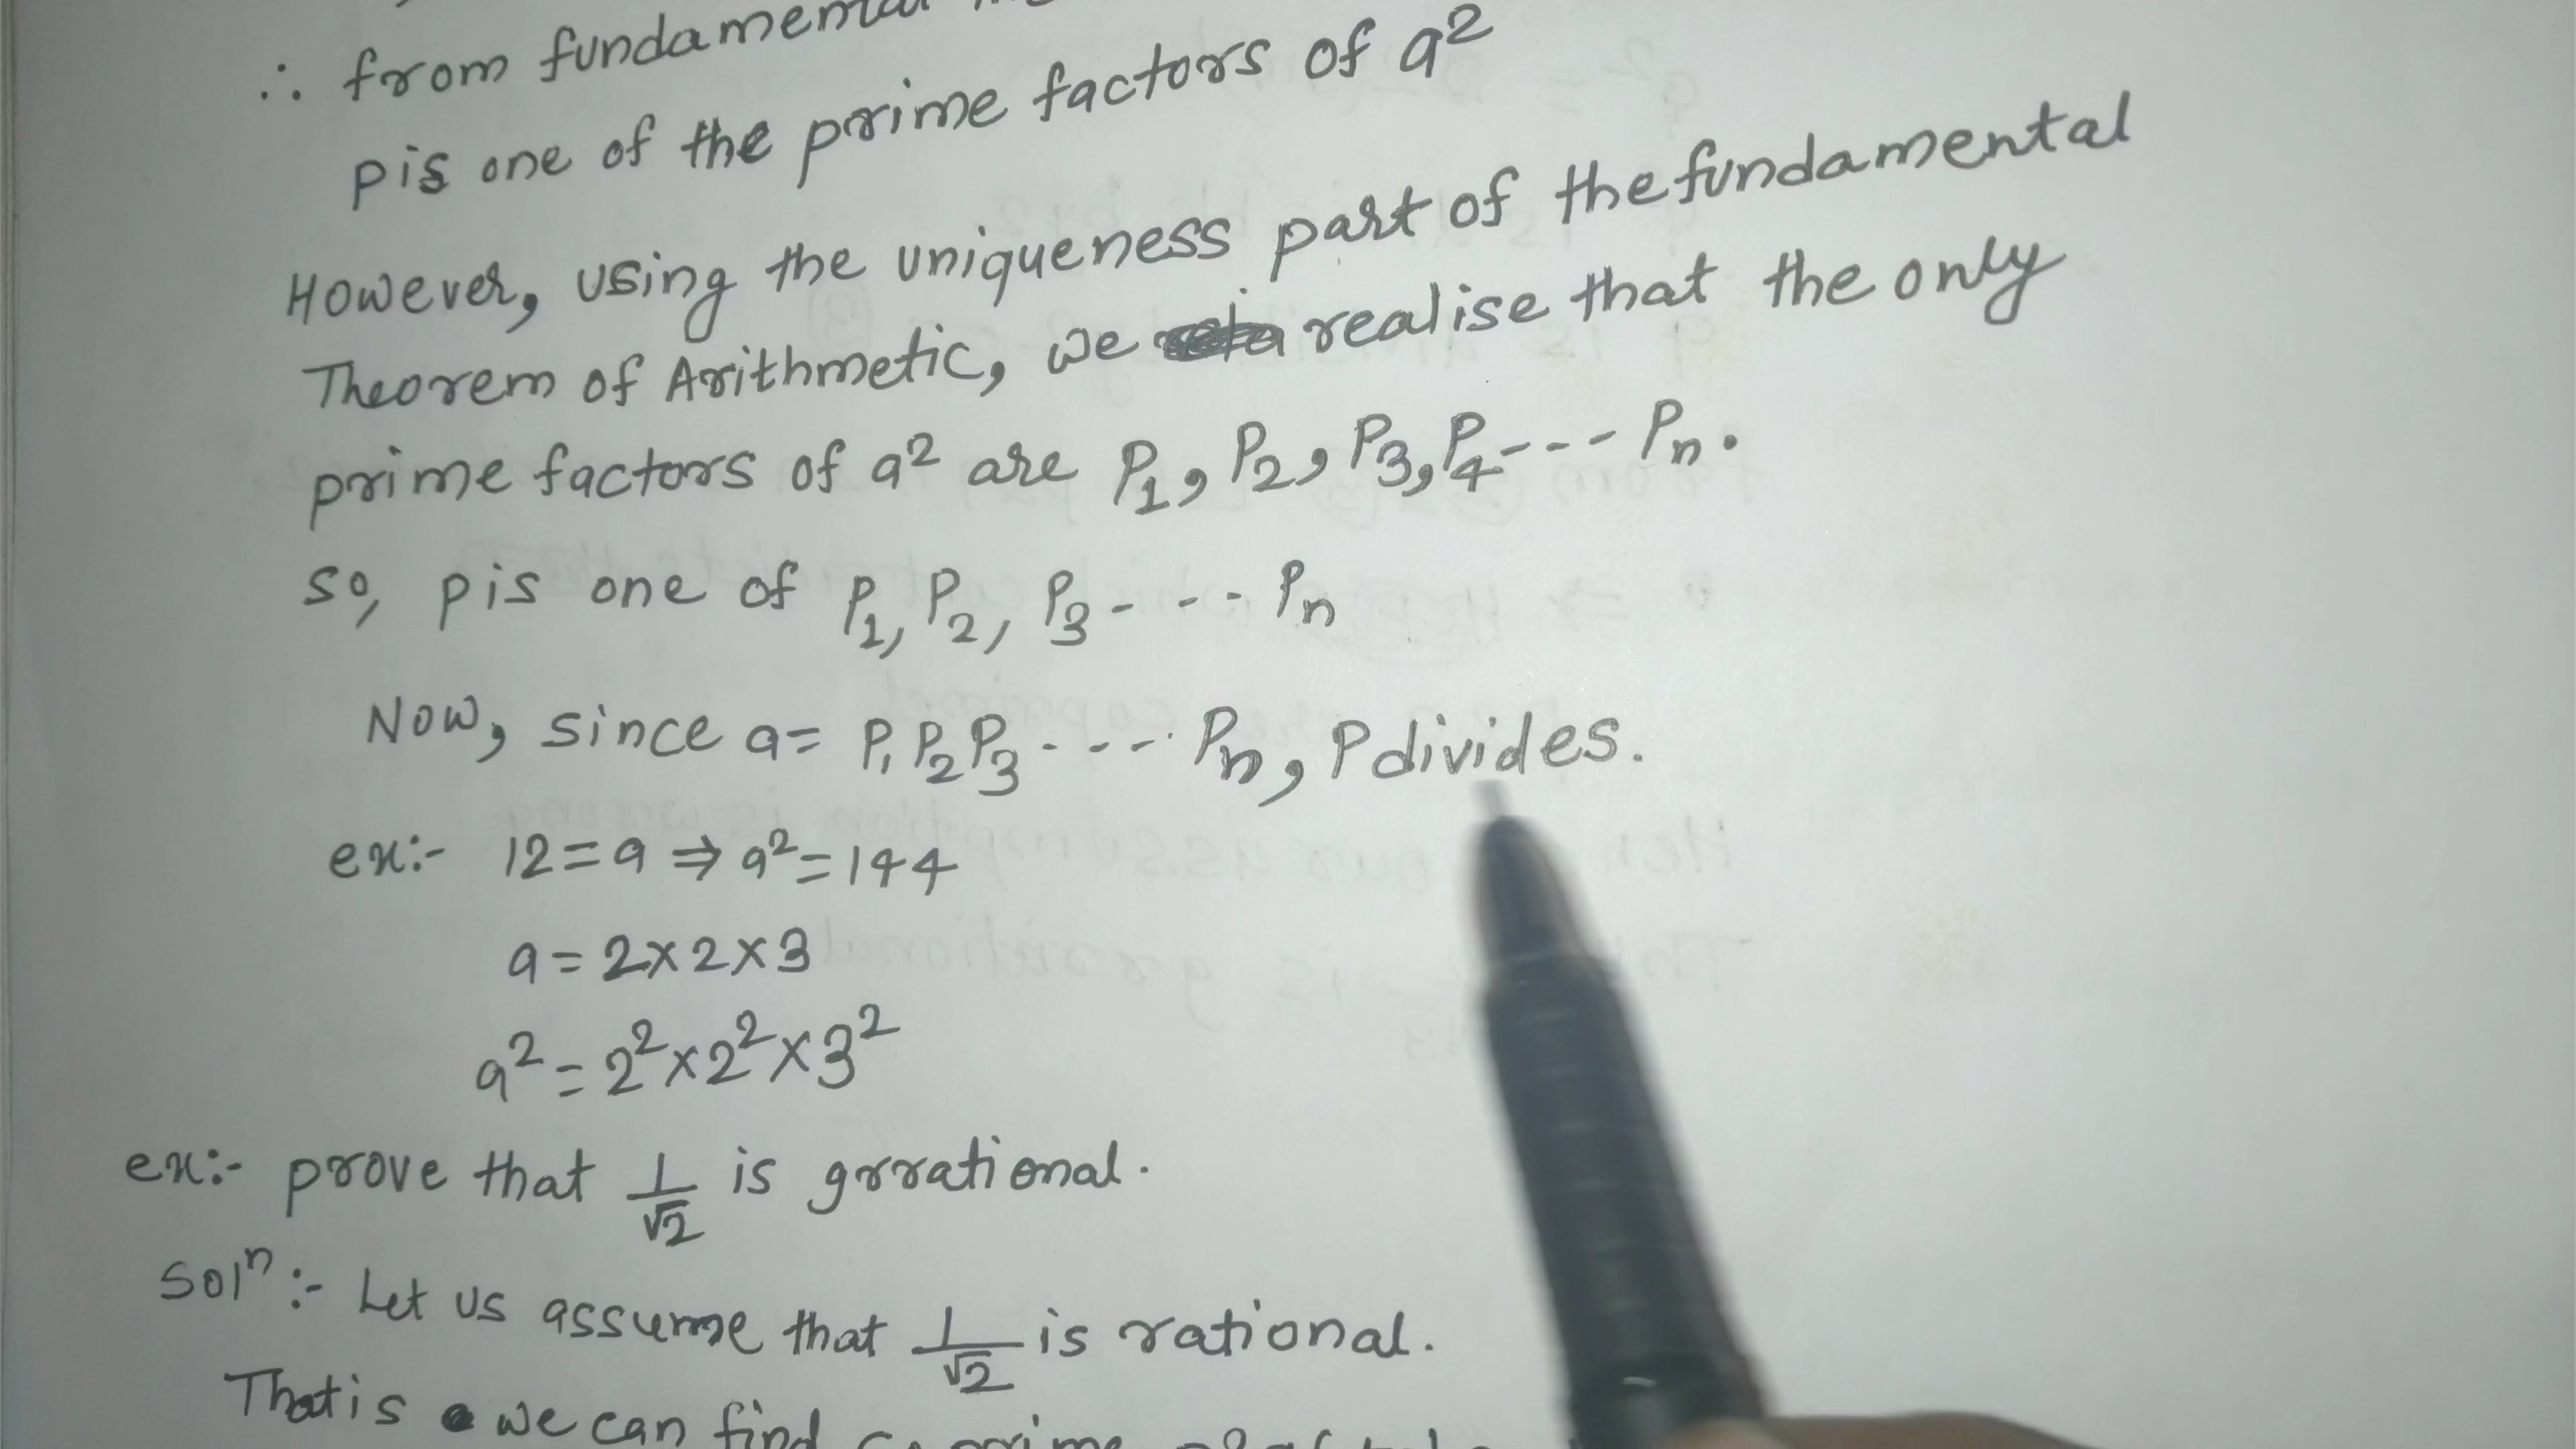 ∴ from fundamental
p is one of the prime factors of a²
However, using the uniqueness part of the fundamental
Theorem of Arithmetic, we realise that the only
prime factors of a² are P₁, P₂, P₃, P₄ ---- Pₙ.
so, p is one of P₁, P₂, P₃ - - - - Pₙ
Now, since a = P₁ P₂ P₃ - - - - Pₙ, P divides.
ex:- 12 = a ⇒ a² = 144
a = 2×2×3
a² = 2²×2²×3²
ex:- prove that 1/√2 is grrational.
Solⁿ :- Let us assume that 1/√2 is rational.
That is we can find